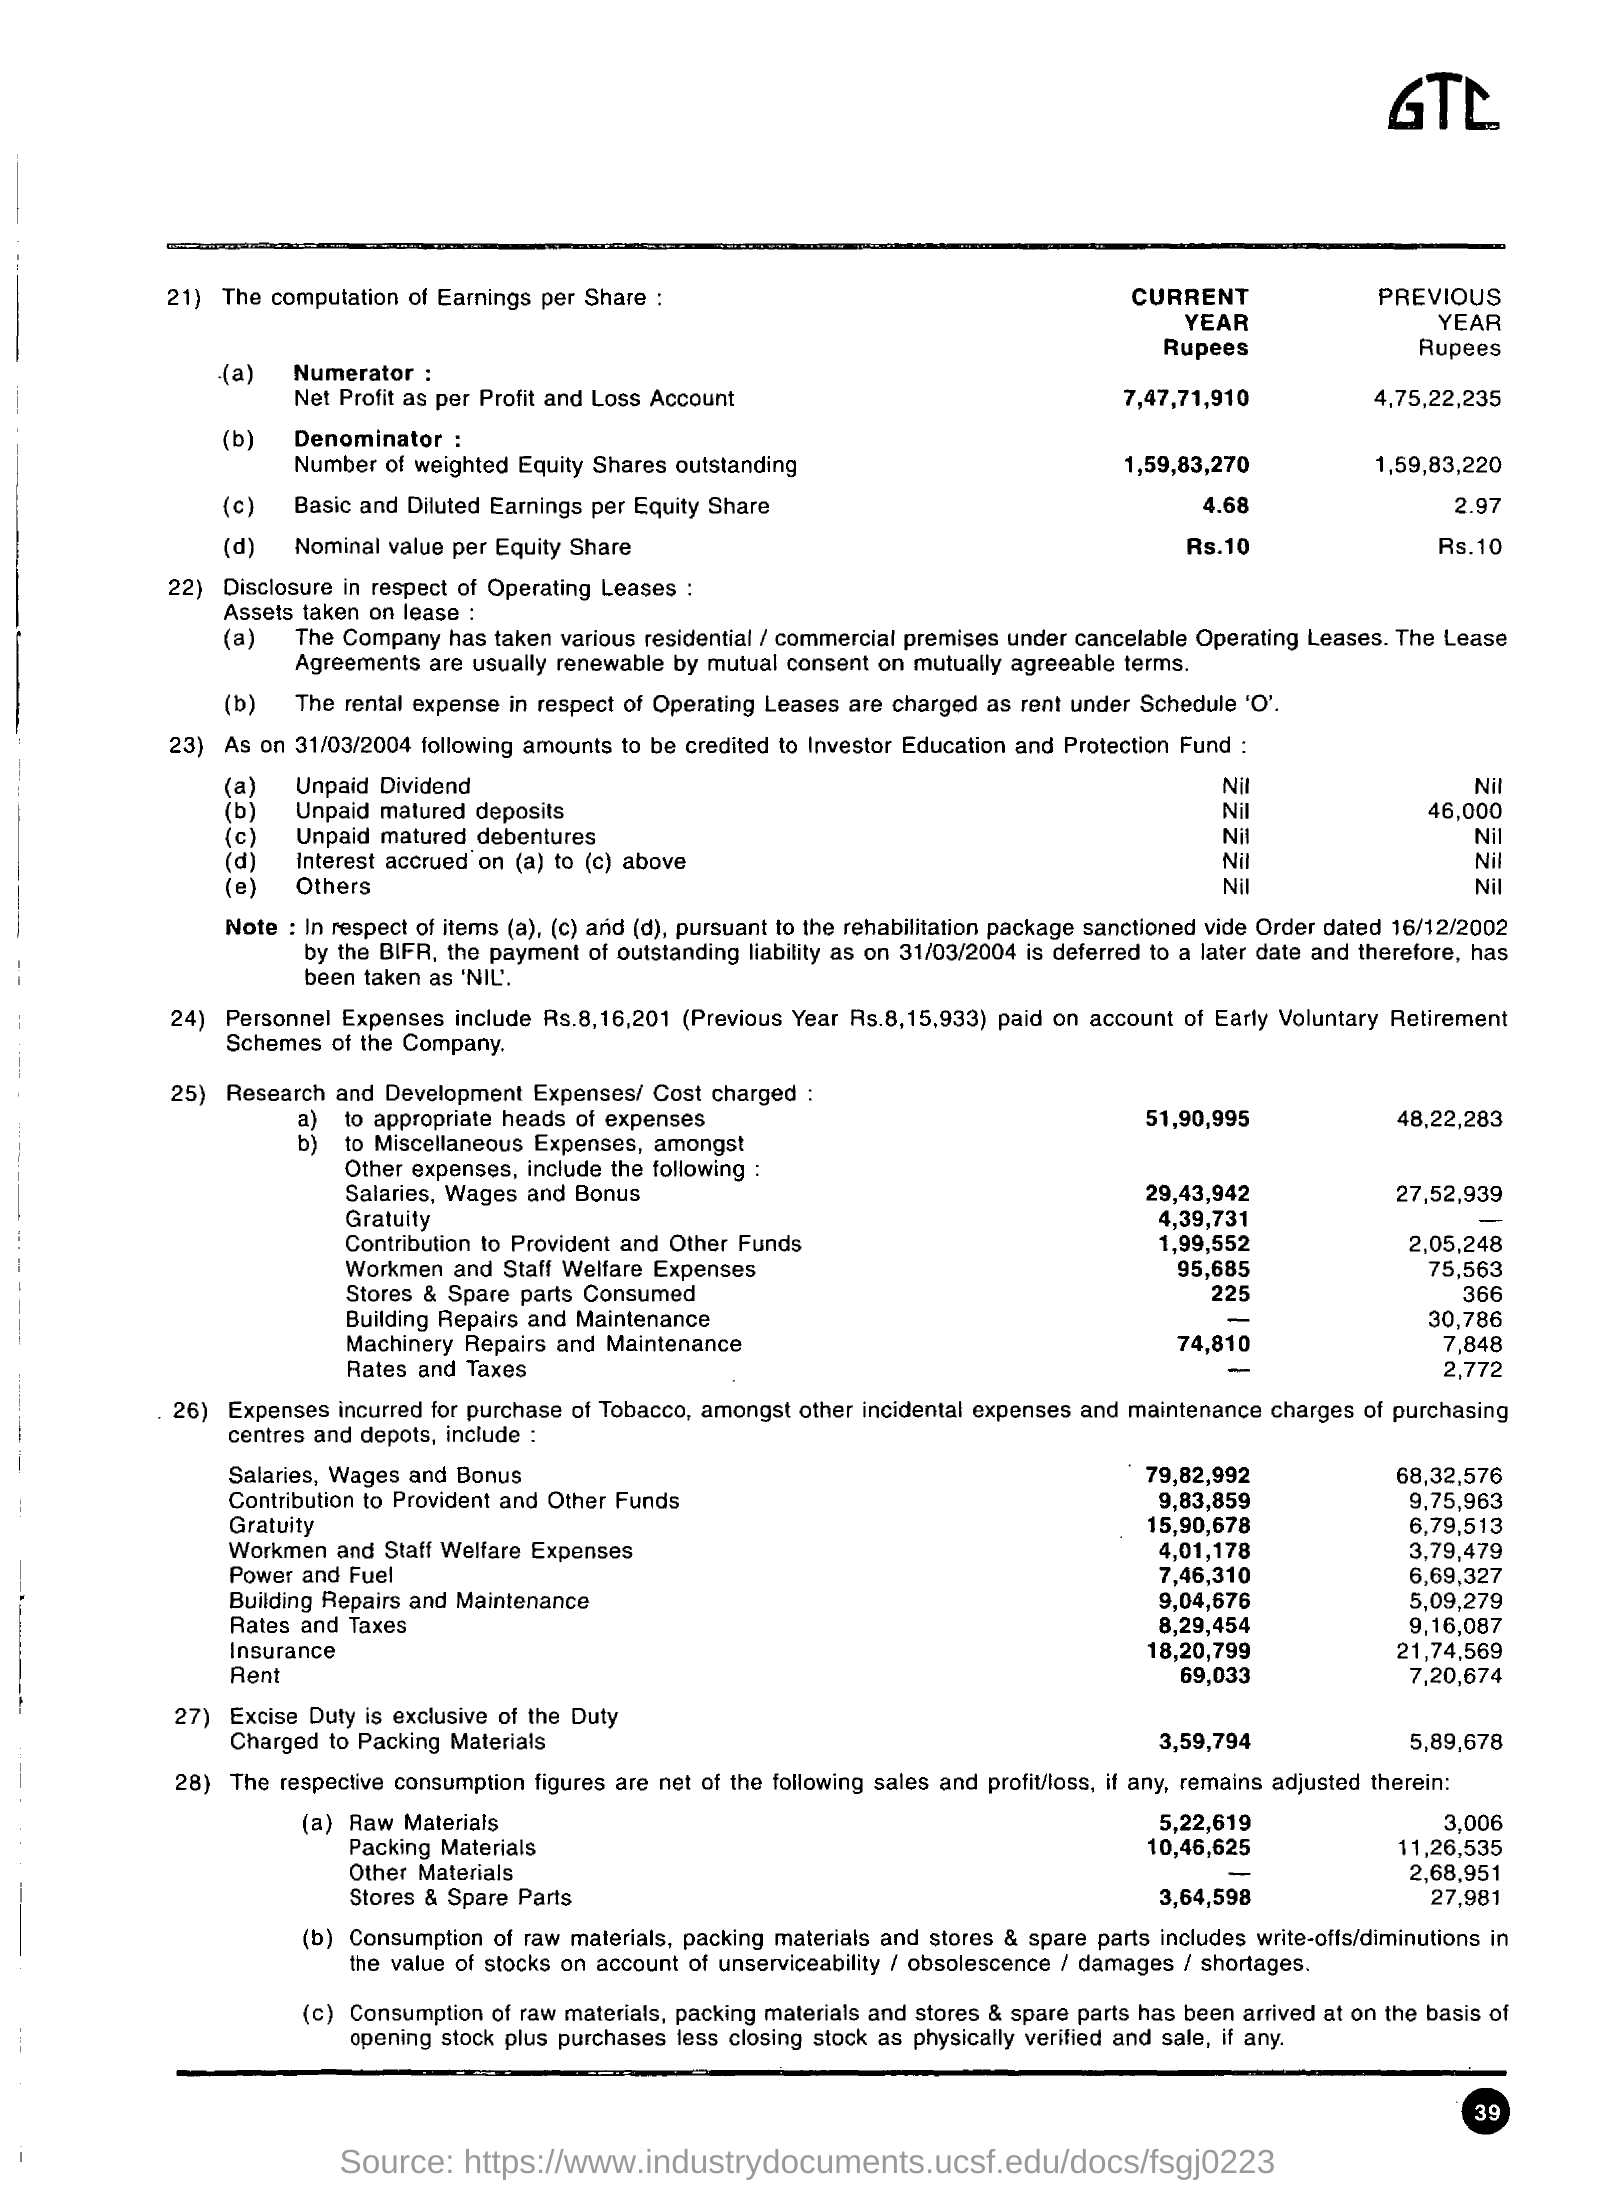 GTC
21) The computation of Earnings per Share : CURRENT PREVIOUS
YEAR YEAR
Rupees Rupees
(a) Numerator :
Net Profit as per Profit and Loss Account 7,47,71,910 4,75,22,235
(b) Denominator :
Number of weighted Equity Shares outstanding 1,59,83,270 1,59,83,220
(c) Basic and Diluted Earnings per Equity Share 4.68 2.97
(d) Nominal value per Equity Share Rs.10 Rs.10
22) Disclosure in respect of Operating Leases :
Assets taken on lease :
(a) The Company has taken various residential / commercial premises under cancelable Operating Leases. The Lease
Agreements are usually renewable by mutual consent on mutually agreeable terms.
(b) The rental expense in respect of Operating Leases are charged as rent under Schedule 'O'.
23) As on 31/03/2004 following amounts to be credited to Investor Education and Protection Fund :
(a) Unpaid Dividend Nil Nil
(b) Unpaid matured deposits Nil 46,000
(c) Unpaid matured debentures Nil Nil
(d) Interest accrued on (a) to (c) above Nil Nil
(e) Others Nil Nil
Note : In respect of items (a), (c) and (d), pursuant to the rehabilitation package sanctioned vide Order dated 16/12/2002
by the BIFR, the payment of outstanding liability as on 31/03/2004 is deferred to a later date and therefore, has
been taken as 'NIL'.
24) Personnel Expenses include Rs.8,16,201 (Previous Year Rs.8,15,933) paid on account of Early Voluntary Retirement
Schemes of the Company.
25) Research and Development Expenses/ Cost charged :
a) to appropriate heads of expenses 51,90,995 48,22,283
b) to Miscellaneous Expenses, amongst
Other expenses, include the following :
Salaries, Wages and Bonus 29,43,942 27,52,939
Gratuity 4,39,731 —
Contribution to Provident and Other Funds 1,99,552 2,05,248
Workmen and Staff Welfare Expenses 95,685 75,563
Stores & Spare parts Consumed 225 366
Building Repairs and Maintenance — 30,786
Machinery Repairs and Maintenance 74,810 7,848
Rates and Taxes — 2,772
26) Expenses incurred for purchase of Tobacco, amongst other incidental expenses and maintenance charges of purchasing
centres and depots, include :
Salaries, Wages and Bonus 79,82,992 68,32,576
Contribution to Provident and Other Funds 9,83,859 9,75,963
Gratuity 15,90,678 6,79,513
Workmen and Staff Welfare Expenses 4,01,178 3,79,479
Power and Fuel 7,46,310 6,69,327
Building Repairs and Maintenance 9,04,676 5,09,279
Rates and Taxes 8,29,454 9,16,087
Insurance 18,20,799 21,74,569
Rent 69,033 7,20,674
27) Excise Duty is exclusive of the Duty
Charged to Packing Materials 3,59,794 5,89,678
28) The respective consumption figures are net of the following sales and profit/loss, if any, remains adjusted therein:
(a) Raw Materials 5,22,619 3,006
Packing Materials 10,46,625 11,26,535
Other Materials — 2,68,951
Stores & Spare Parts 3,64,598 27,981
(b) Consumption of raw materials, packing materials and stores & spare parts includes write-offs/diminutions in
the value of stocks on account of unserviceability / obsolescence / damages / shortages.
(c) Consumption of raw materials, packing materials and stores & spare parts has been arrived at on the basis of
opening stock plus purchases less closing stock as physically verified and sale, if any.
39
Source: https://www.industrydocuments.ucsf.edu/docs/fsgj0223